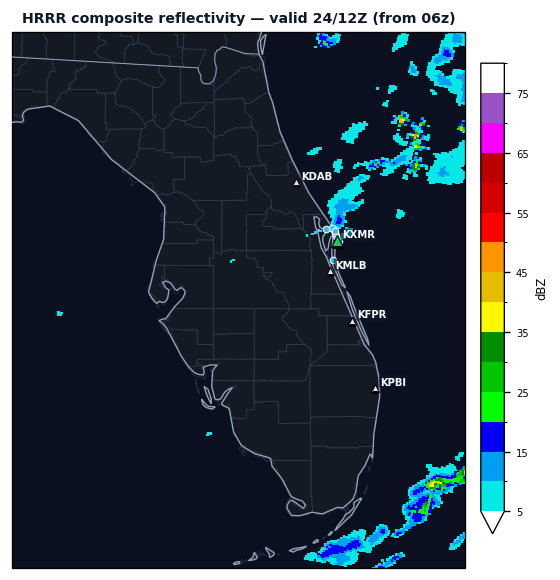 HRRR composite reflectivity — valid 24/12Z (from 06z)
KDAB
KXMR
KMLB
KFPR
KPBI
75
65
55
45
35
25
15
5
dBZ